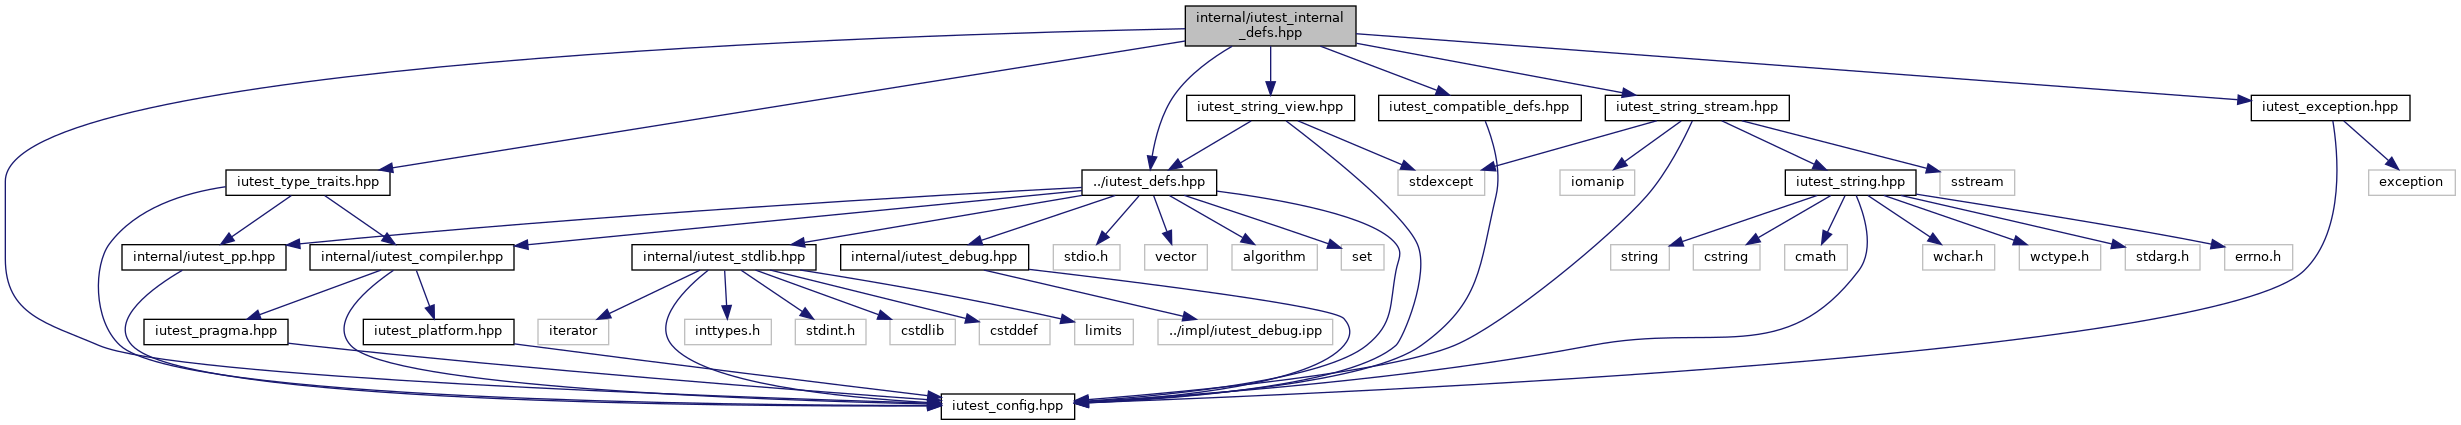 internal/iutest_internal
_defs.hpp
iutest_string_view.hpp
iutest_compatible_defs.hpp
iutest_string_stream.hpp
iutest_exception.hpp
iutest_type_traits.hpp
../iutest_defs.hpp
stdexcept
iomanip
iutest_string.hpp
sstream
exception
internal/iutest_pp.hpp
internal/iutest_compiler.hpp
internal/iutest_stdlib.hpp
internal/iutest_debug.hpp
stdio.h
vector
algorithm
set
string
cstring
cmath
wchar.h
wctype.h
stdarg.h
errno.h
iutest_pragma.hpp
iutest_platform.hpp
iterator
inttypes.h
stdint.h
cstdlib
cstddef
limits
../impl/iutest_debug.ipp
iutest_config.hpp